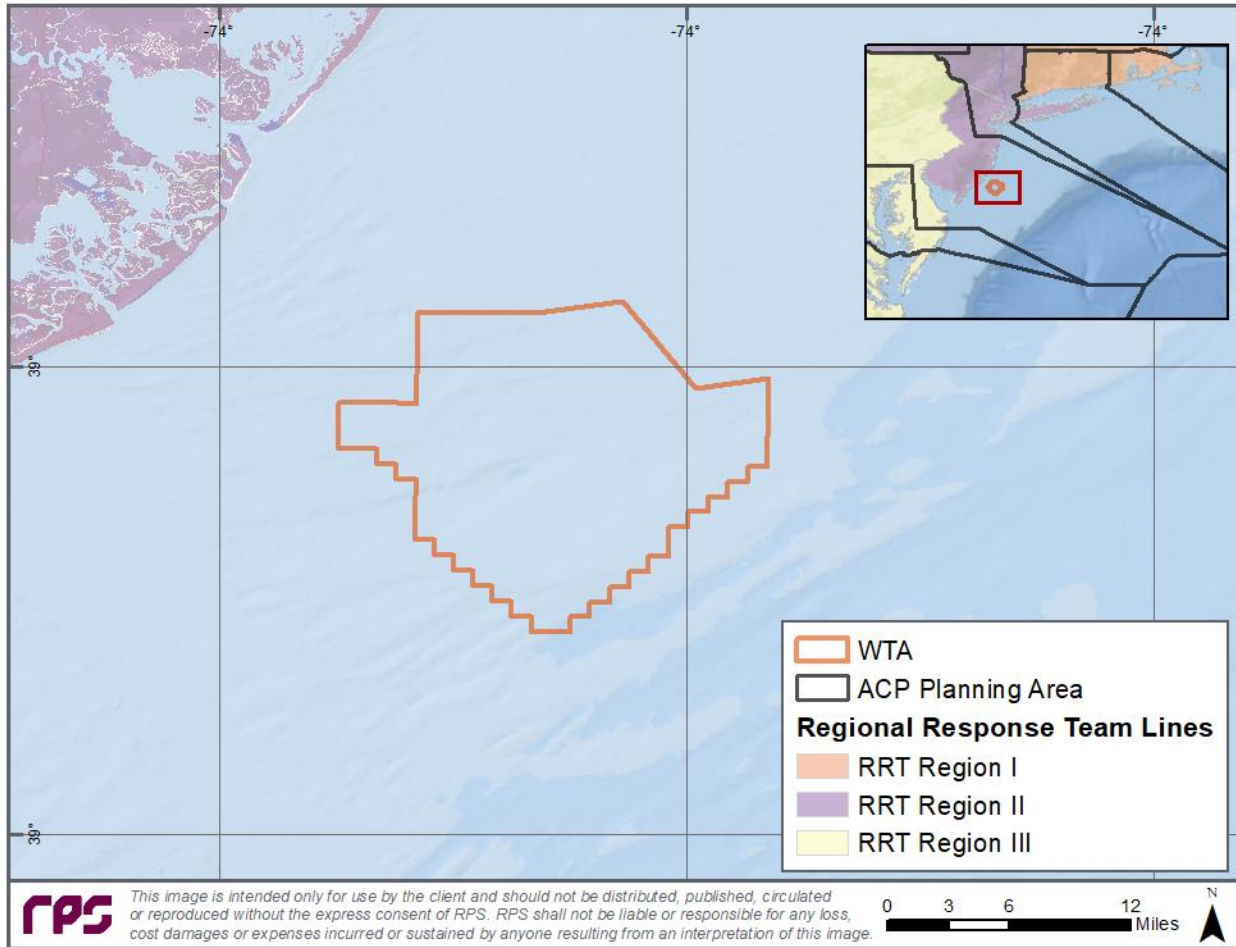 -74°
-74°
-74°
39°
39°
WTA
ACP Planning Area
Regional Response Team Lines
RRT Region I
RRT Region II
RRT Region III
rps
This image is intended only for use by the client and should not be distributed, published, circulated
or reproduced without the express consent of RPS. RPS shall not be liable or responsible for any loss,
cost damages or expenses incurred or sustained by anyone resulting from an interpretation of this image.
0 3 6 12
Miles
N